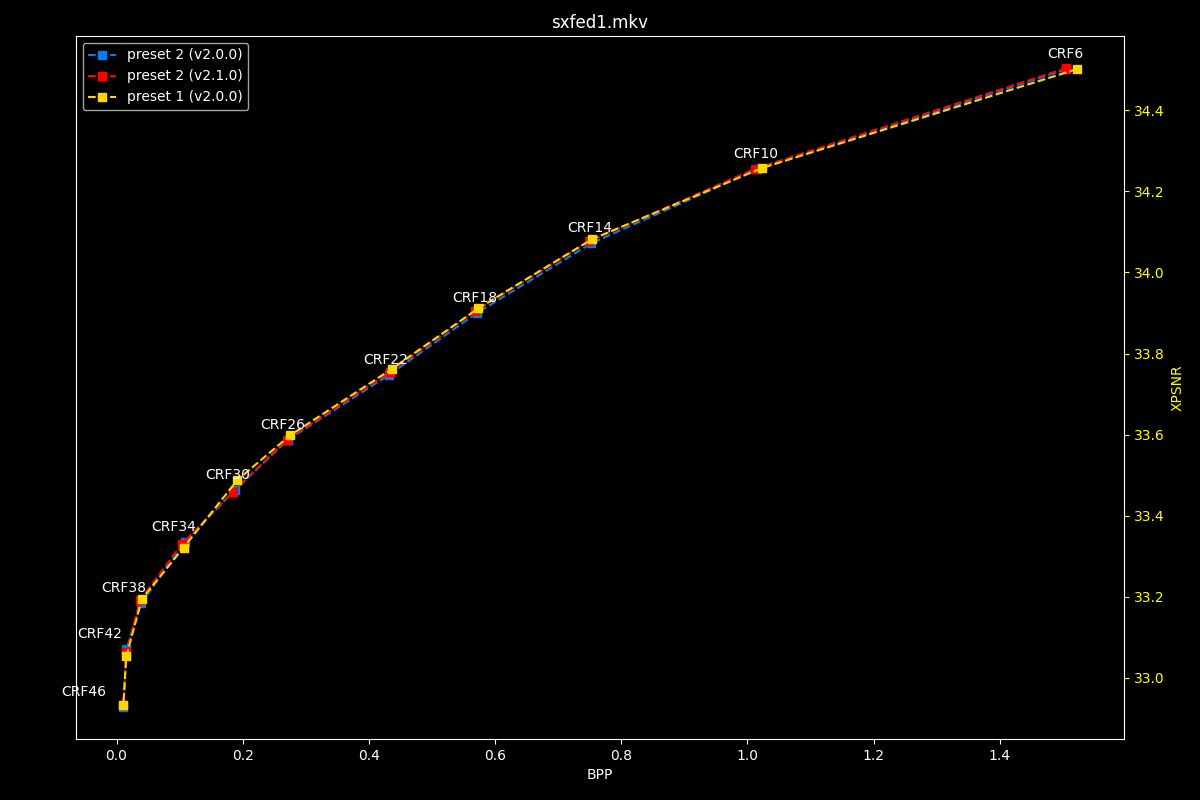 sxfed1.mkv
preset 2 (v2.0.0)
preset 2 (v2.1.0)
preset 1 (v2.0.0)
CRF6
CRF10
CRF14
CRF18
CRF22
CRF26
CRF30
CRF34
CRF38
CRF42
CRF46
34.4
34.2
34.0
33.8
33.6
33.4
33.2
33.0
XPSNR
0.0 0.2 0.4 0.6 0.8 1.0 1.2 1.4
BPP